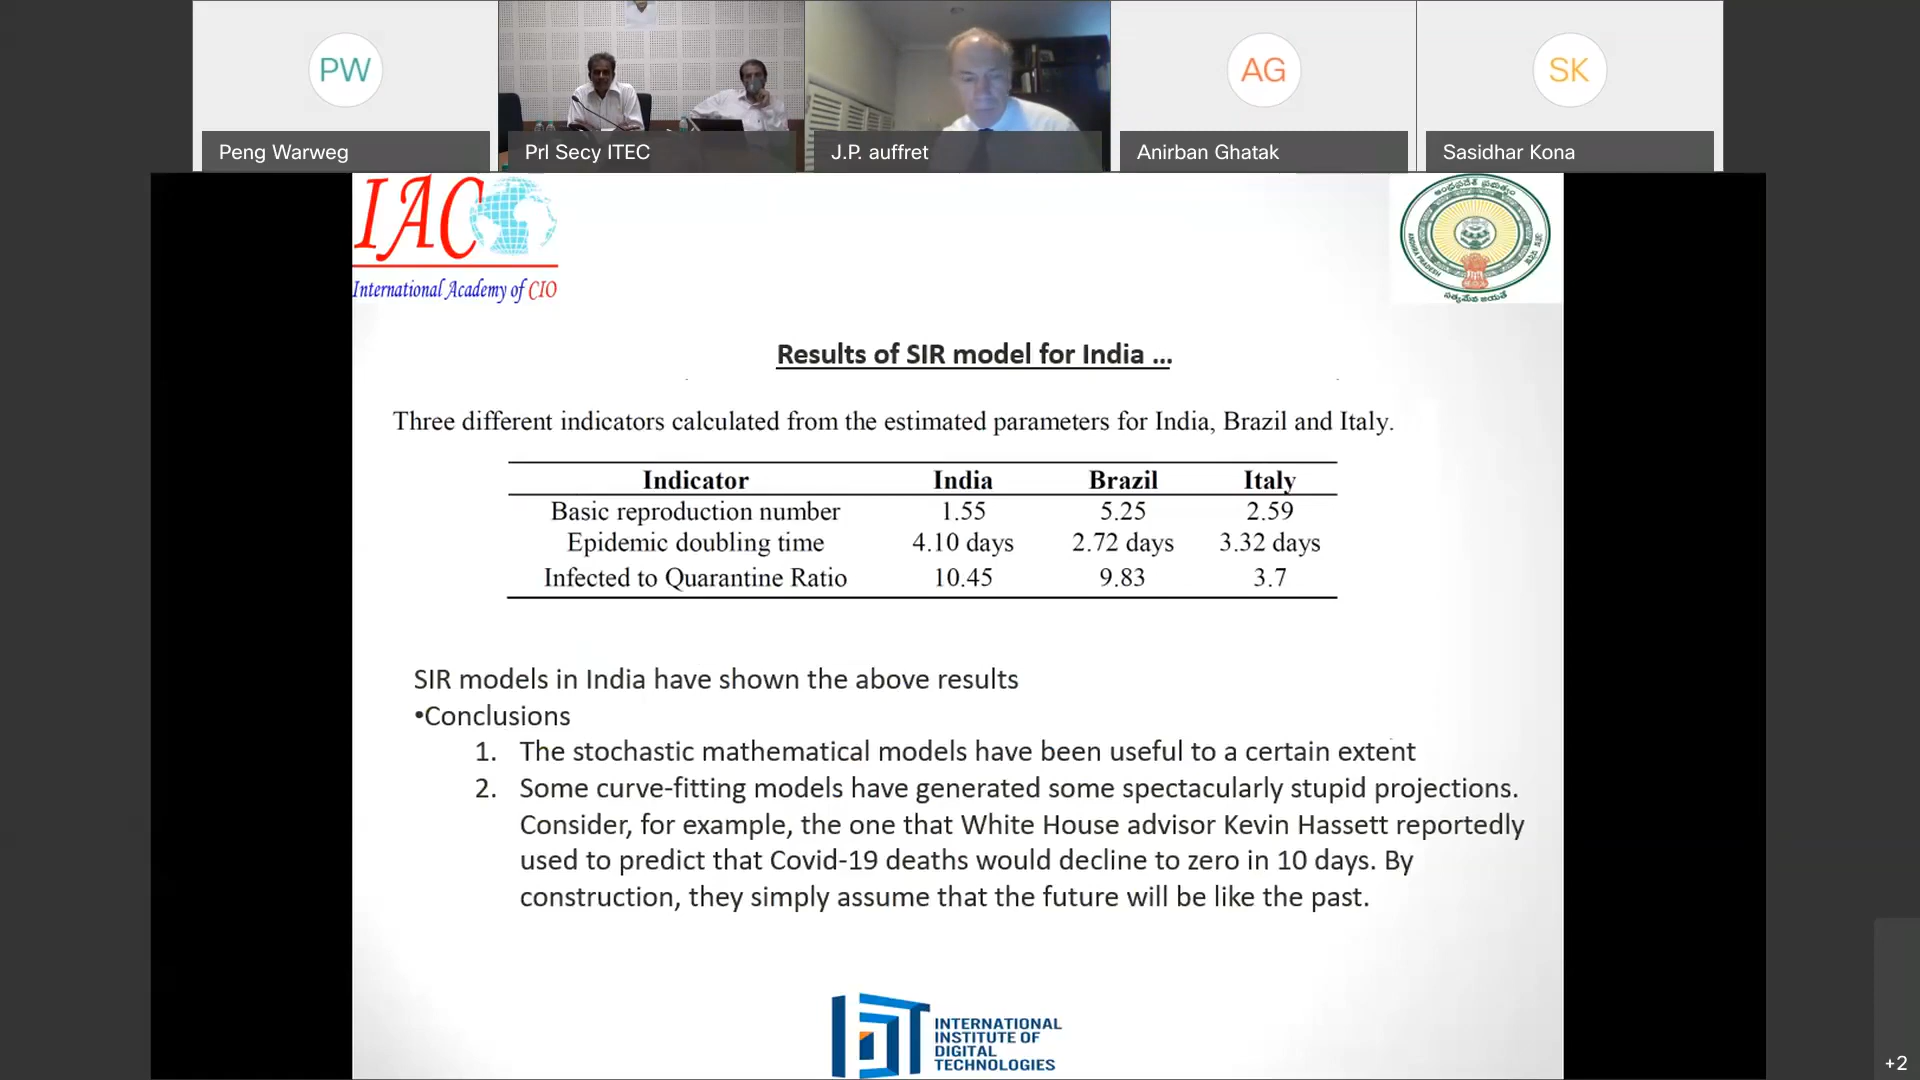 PW
AG
SK
Peng Warweg
Prl Secy ITEC
J.P. auffret
Anirban Ghatak
Sasidhar Kona
IAC
International Academy of CIO
ANDHRA PRADESH
సత్యమేవ జయతే
Results of SIR model for India ...
Three different indicators calculated from the estimated parameters for India, Brazil and Italy.
Indicator India Brazil Italy
Basic reproduction number 1.55 5.25 2.59
Epidemic doubling time 4.10 days 2.72 days 3.32 days
Infected to Quarantine Ratio 10.45 9.83 3.7
SIR models in India have shown the above results
•Conclusions
1. The stochastic mathematical models have been useful to a certain extent
2. Some curve-fitting models have generated some spectacularly stupid projections.
Consider, for example, the one that White House advisor Kevin Hassett reportedly
used to predict that Covid-19 deaths would decline to zero in 10 days. By
construction, they simply assume that the future will be like the past.
INTERNATIONAL
INSTITUTE OF
DIGITAL
TECHNOLOGIES
+2